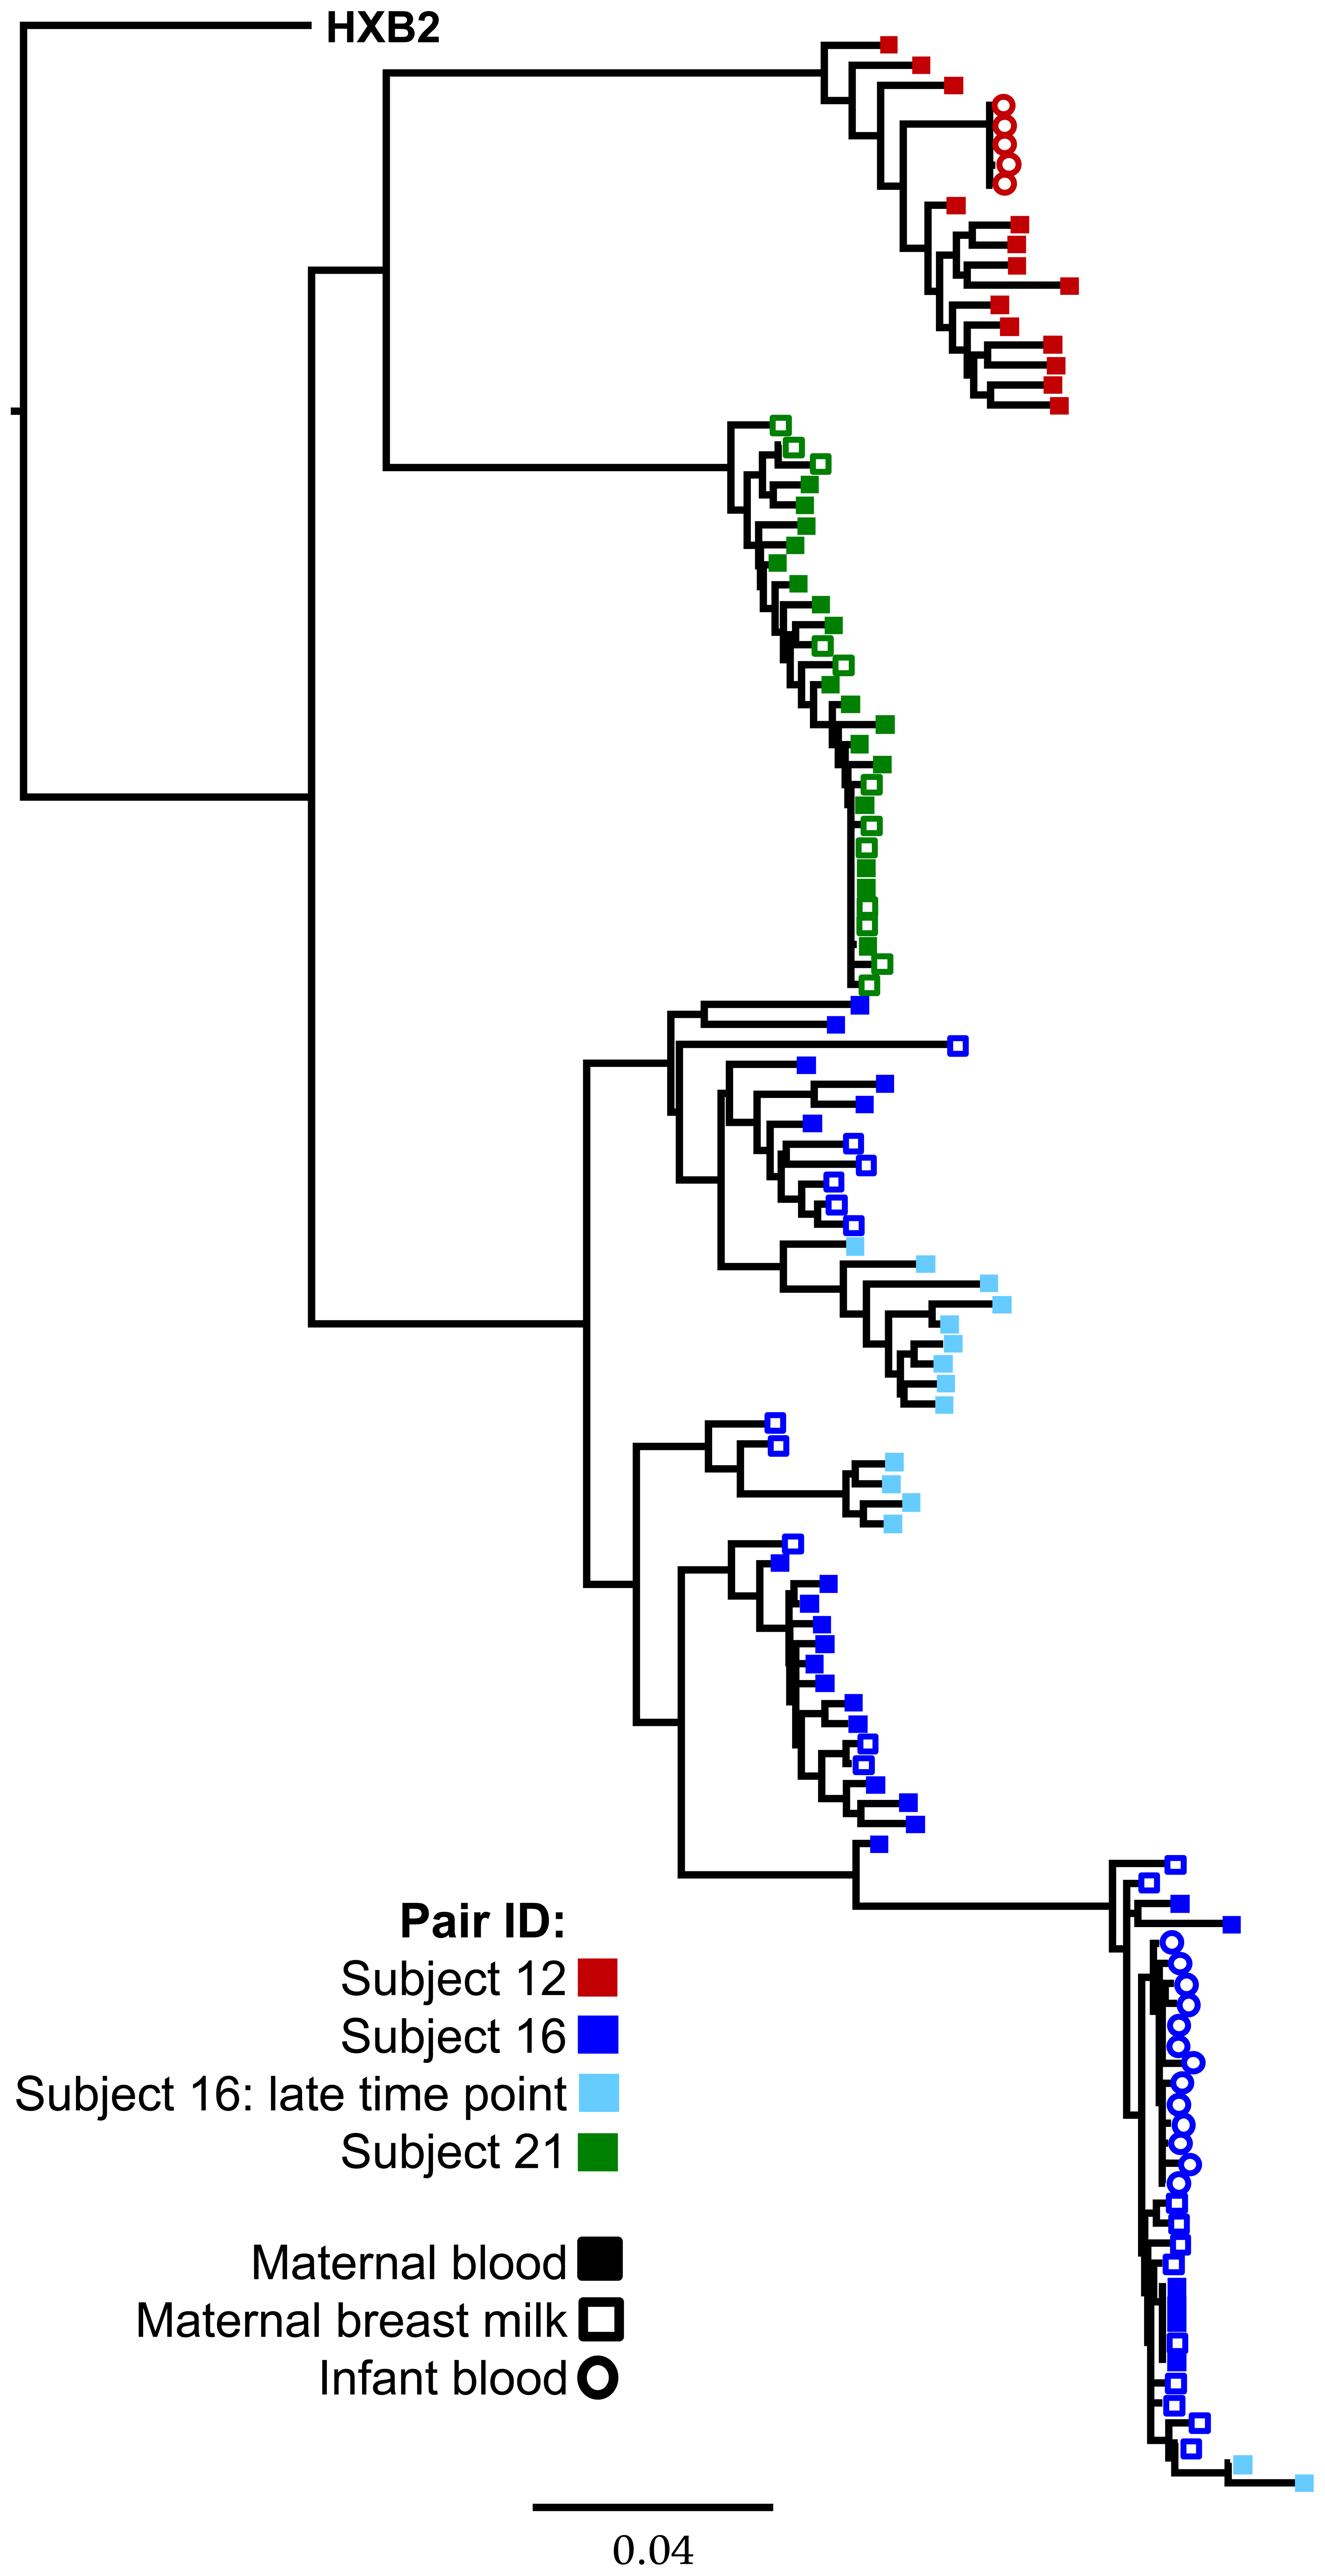 HXB2
Pair ID:
Subject 12
Subject 16
Subject 16: late time point
Subject 21
Maternal blood
Maternal breast milk
Infant blood
0.04